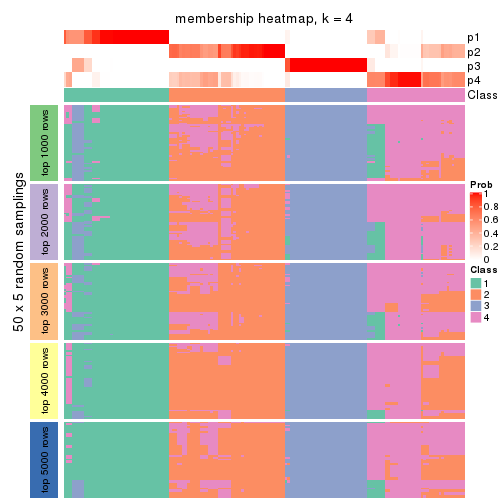 membership heatmap, k = 4
p1
p2
p3
p4
Class
50 x 5 random samplings
top 1000 rows
top 2000 rows
top 3000 rows
top 4000 rows
top 5000 rows
Prob
1
0.8
0.6
0.4
0.2
0
Class
1
2
3
4